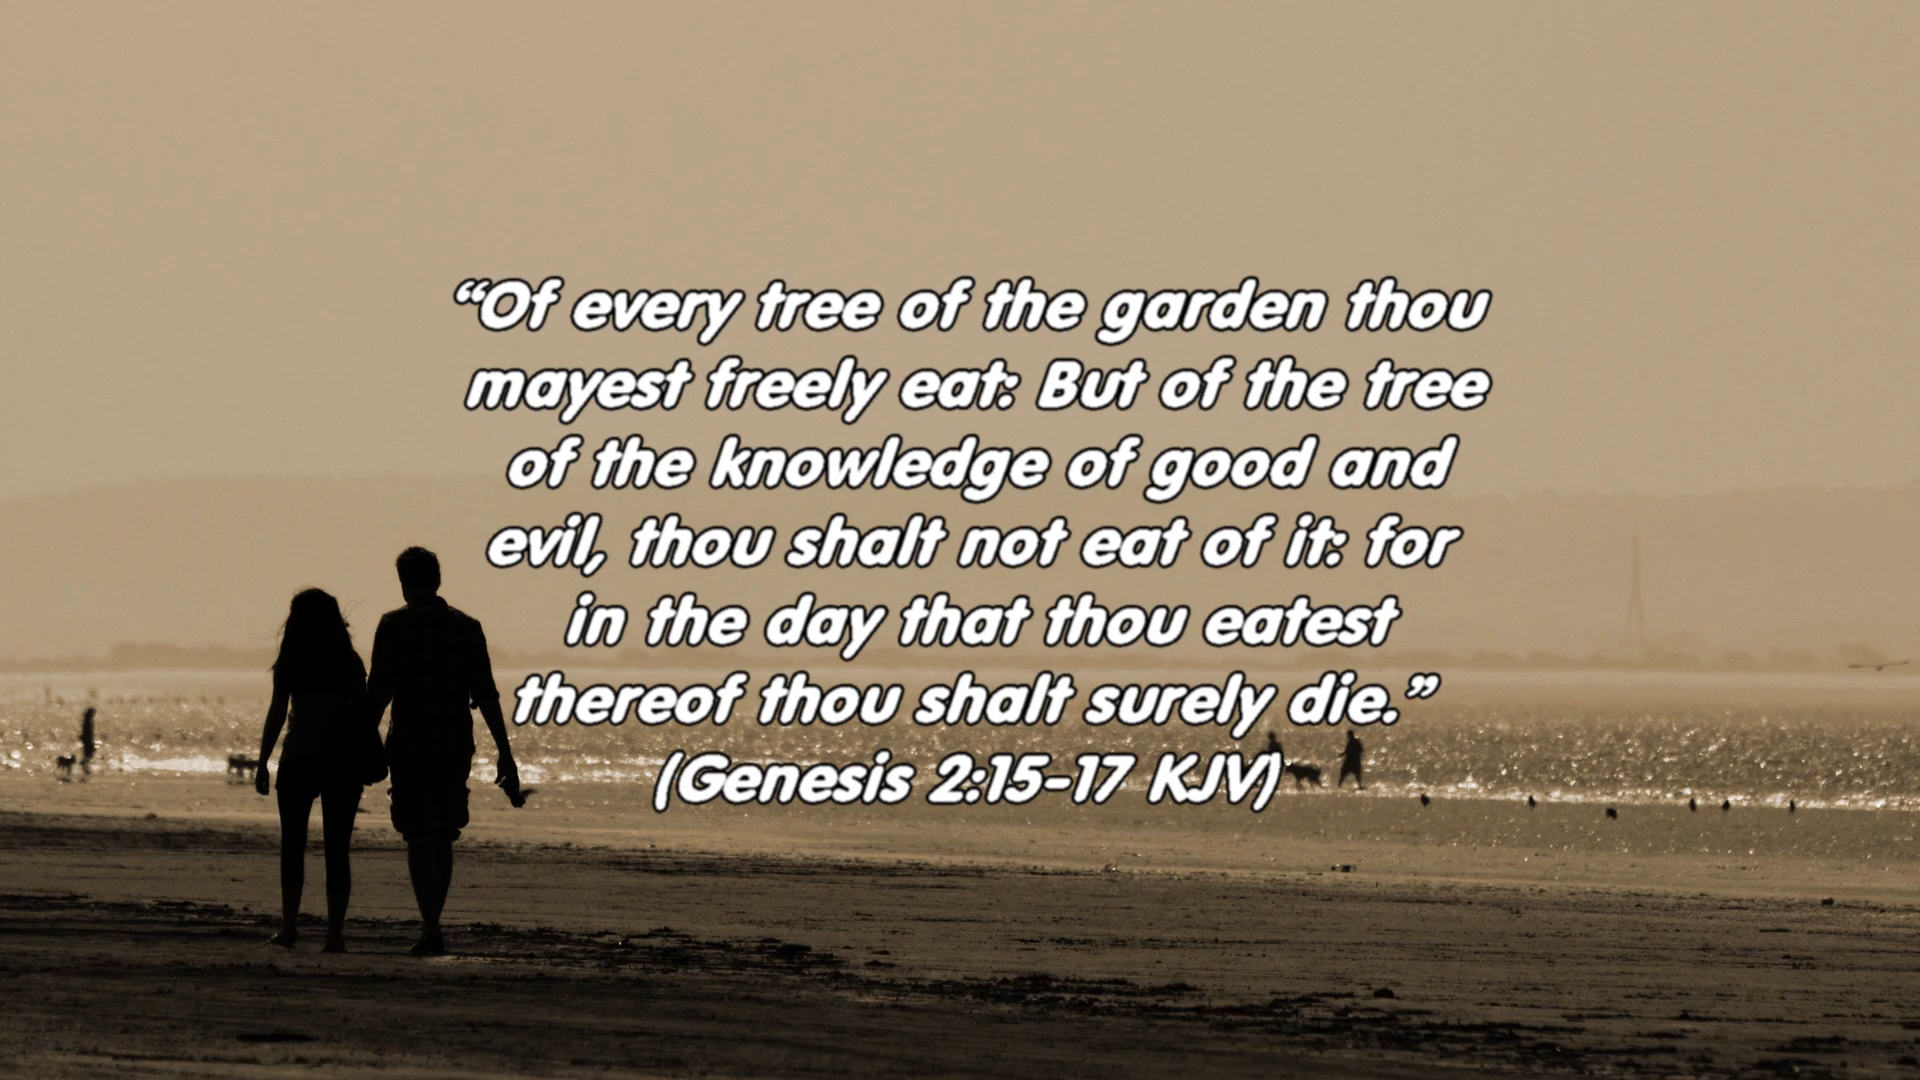 “Of every tree of the garden thou
mayest freely eat: But of the tree
of the knowledge of good and
evil, thou shalt not eat of it: for
in the day that thou eatest
thereof thou shalt surely die.”
(Genesis 2:15-17 KJV)